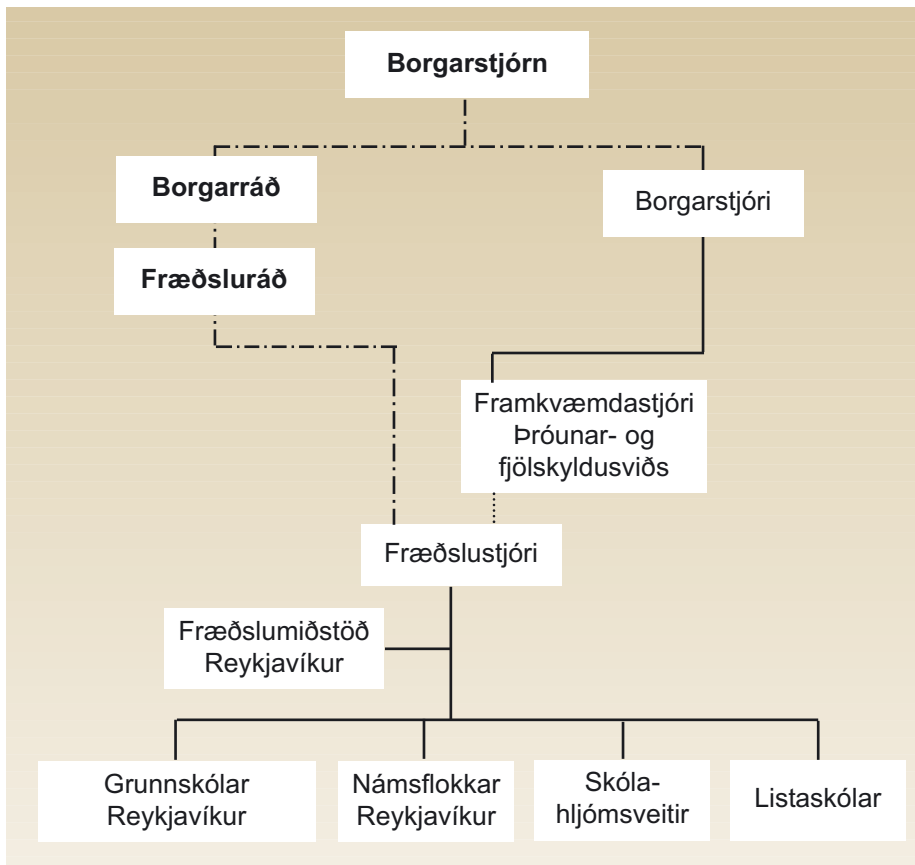 Borgarstjórn
Borgarráð
Borgarstjóri
Fræðsluráð
Framkvæmdastjóri
Þróunar- og
fjölskyldusviðs
Fræðslustjóri
Fræðslumiðstöð
Reykjavíkur
Grunnskólar
Reykjavíkur
Námsflokkar
Reykjavíkur
Skóla-
hljómsveitir
Listaskólar